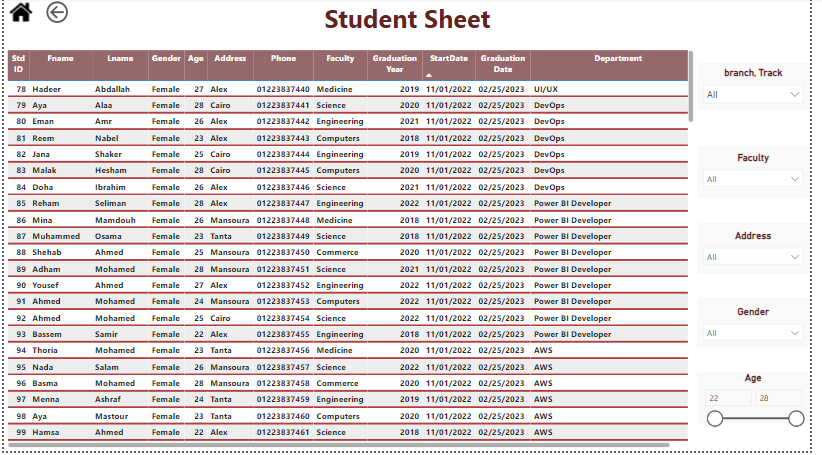 Student Sheet
Std ID Fname Lname Gender Age Address Phone Faculty Graduation Year StartDate Graduation Date Department
78 Hadeer Abdallah Female 27 Alex 01223837440 Medicine 2019 11/01/2022 02/25/2023 UI/UX
79 Aya Alaa Female 28 Cairo 01223837441 Science 2020 11/01/2022 02/25/2023 DevOps
80 Eman Amr Female 26 Alex 01223837442 Engineering 2021 11/01/2022 02/25/2023 DevOps
81 Reem Nabel Female 23 Alex 01223837443 Computers 2018 11/01/2022 02/25/2023 DevOps
82 Jana Shaker Female 25 Cairo 01223837444 Engineering 2019 11/01/2022 02/25/2023 DevOps
83 Malak Hesham Female 28 Cairo 01223837445 Computers 2020 11/01/2022 02/25/2023 DevOps
84 Doha Ibrahim Female 26 Alex 01223837446 Science 2021 11/01/2022 02/25/2023 DevOps
85 Reham Seliman Female 28 Alex 01223837447 Engineering 2022 11/01/2022 02/25/2023 Power BI Developer
86 Mina Mamdouh Female 26 Mansoura 01223837448 Medicine 2018 11/01/2022 02/25/2023 Power BI Developer
87 Muhammed Osama Female 23 Tanta 01223837449 Science 2018 11/01/2022 02/25/2023 Power BI Developer
88 Shehab Ahmed Female 25 Mansoura 01223837450 Commerce 2020 11/01/2022 02/25/2023 Power BI Developer
89 Adham Mohamed Female 28 Mansoura 01223837451 Science 2021 11/01/2022 02/25/2023 Power BI Developer
90 Yousef Ahmed Female 27 Alex 01223837452 Engineering 2022 11/01/2022 02/25/2023 Power BI Developer
91 Ahmed Mohamed Female 24 Mansoura 01223837453 Computers 2022 11/01/2022 02/25/2023 Power BI Developer
92 Ahmed Mohamed Female 25 Cairo 01223837454 Science 2022 11/01/2022 02/25/2023 Power BI Developer
93 Bassem Samir Female 22 Alex 01223837455 Engineering 2018 11/01/2022 02/25/2023 Power BI Developer
94 Thoria Mohamed Female 23 Tanta 01223837456 Medicine 2020 11/01/2022 02/25/2023 AWS
95 Nada Salam Female 26 Mansoura 01223837457 Science 2022 11/01/2022 02/25/2023 AWS
96 Basma Mohamed Female 28 Mansoura 01223837458 Commerce 2020 11/01/2022 02/25/2023 AWS
97 Menna Ashraf Female 24 Tanta 01223837459 Engineering 2019 11/01/2022 02/25/2023 AWS
98 Aya Mastour Female 23 Tanta 01223837460 Computers 2020 11/01/2022 02/25/2023 AWS
99 Hamsa Ahmed Female 22 Alex 01223837461 Science 2018 11/01/2022 02/25/2023 AWS
branch, Track
All
Faculty
All
Address
All
Gender
All
Age
22 28